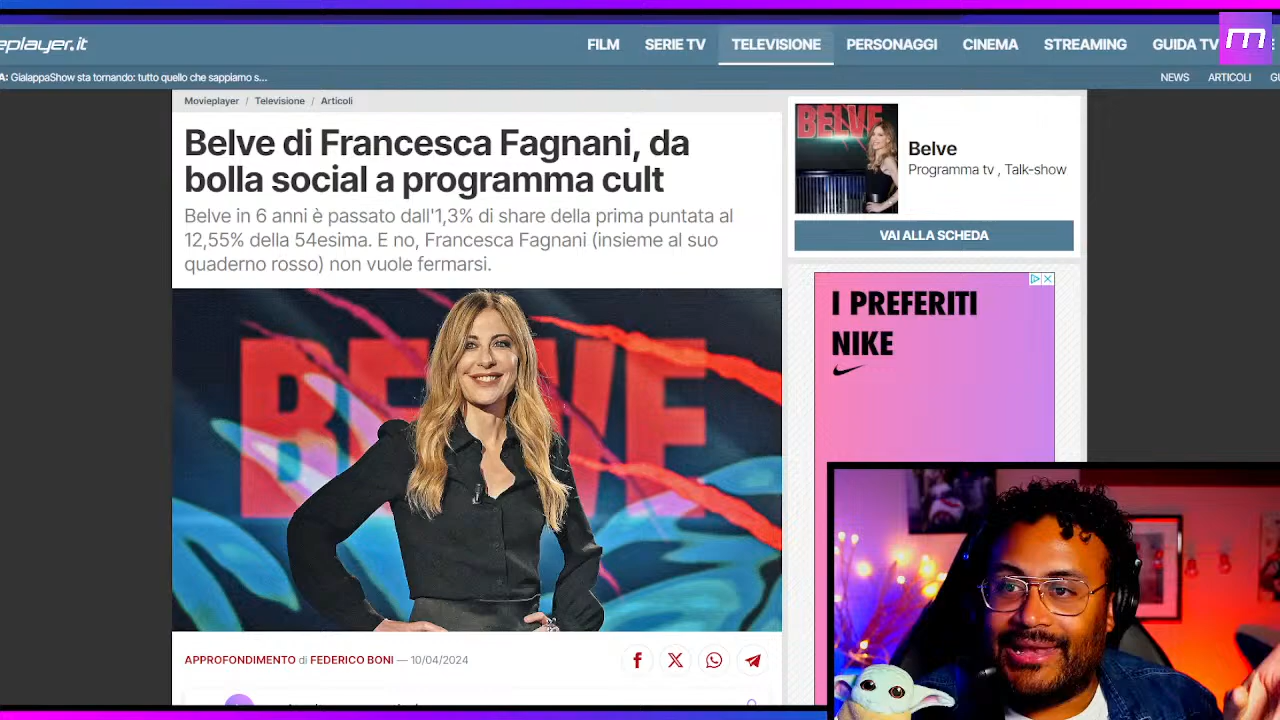 eplayer.it
FILM SERIE TV TELEVISIONE PERSONAGGI CINEMA STREAMING GUIDA TV
m
A: GialappaShow sta tornando: tutto quello che sappiamo s...
NEWS ARTICOLI GU
Movieplayer / Televisione / Articoli
Belve di Francesca Fagnani, da
bolla social a programma cult
Belve in 6 anni è passato dall'1,3% di share della prima puntata al
12,55% della 54esima. E no, Francesca Fagnani (insieme al suo
quaderno rosso) non vuole fermarsi.
BELVE
APPROFONDIMENTO di FEDERICO BONI — 10/04/2024
BELVE
Belve
Programma tv , Talk-show
VAI ALLA SCHEDA
I PREFERITI
NIKE